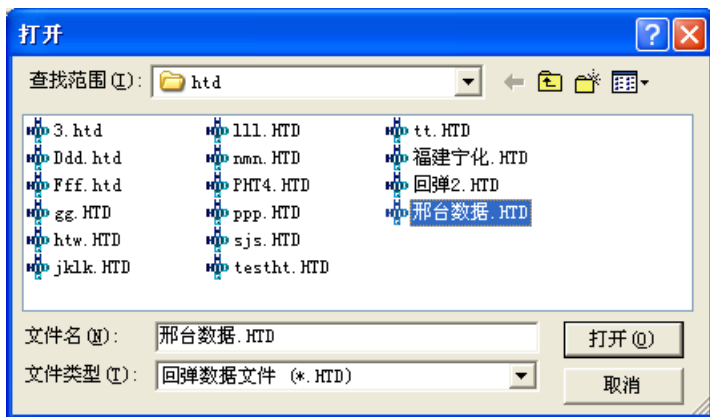 打开
查找范围(I): htd
3.htd
Ddd.htd
Fff.htd
gg.HTD
htw.HTD
jklk.HTD
lll.HTD
nmn.HTD
PHT4.HTD
ppp.HTD
sjs.HTD
testht.HTD
tt.HTD
福建宁化.HTD
回弹2.HTD
邢台数据.HTD
文件名(N): 邢台数据.HTD 打开(O)
文件类型(T): 回弹数据文件 (*.HTD) 取消